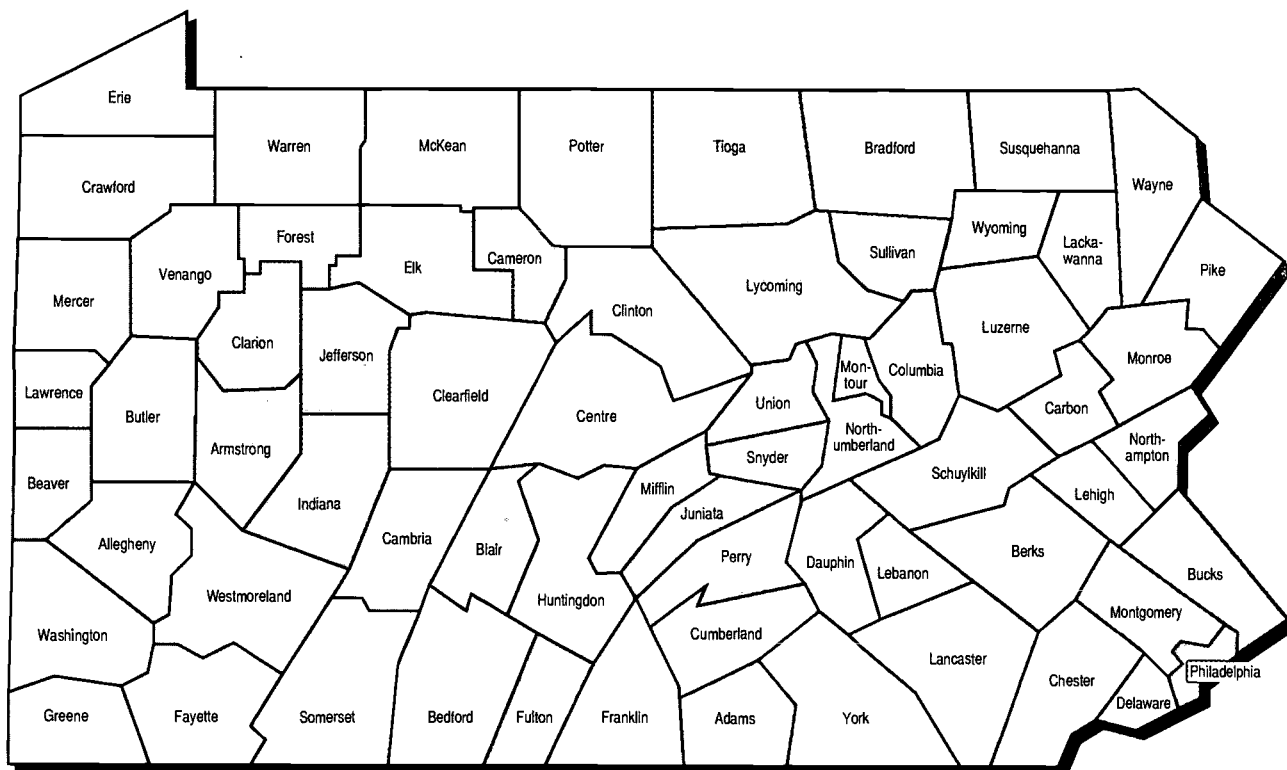 Erie
Warren
McKean
Potter
Tioga
Bradford
Susquehanna
Wayne
Crawford
Forest
Elk
Cameron
Sullivan
Wyoming
Lacka-
wanna
Pike
Venango
Mercer
Clinton
Lycoming
Luzerne
Clarion
Jefferson
Monroe
Lawrence
Butler
Clearfield
Centre
Union
Mon-
tour
Columbia
Carbon
Armstrong
North-
umberland
Snyder
North-
ampton
Beaver
Indiana
Mifflin
Juniata
Schuylkill
Lehigh
Allegheny
Cambria
Blair
Perry
Dauphin
Lebanon
Berks
Bucks
Westmoreland
Huntingdon
Montgomery
Washington
Cumberland
Lancaster
Philadelphia
Chester
Delaware
Greene
Fayette
Somerset
Bedford
Fulton
Franklin
Adams
York